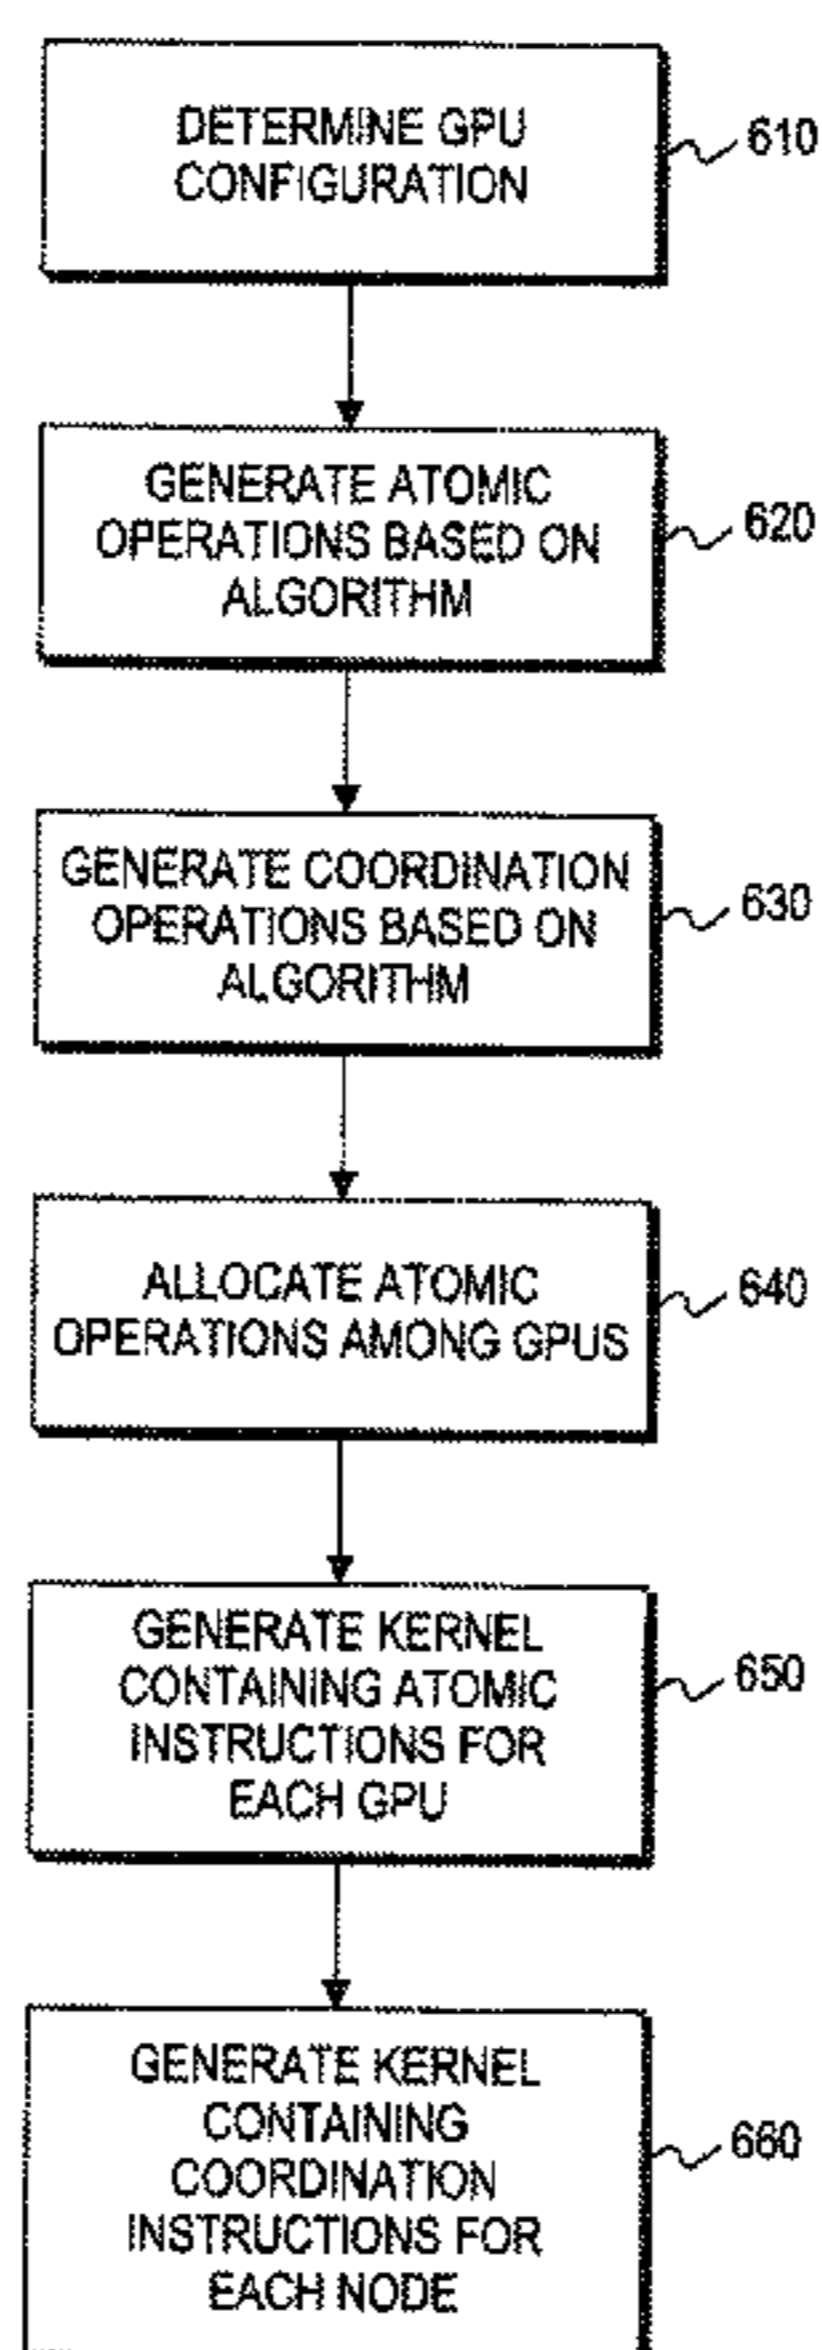 DETERMINE GPU
CONFIGURATION
610
GENERATE ATOMIC
OPERATIONS BASED ON
ALGORITHM
620
GENERATE COORDINATION
OPERATIONS BASED ON
ALGORITHM
630
ALLOCATE ATOMIC
OPERATIONS AMONG GPUS
640
GENERATE KERNEL
CONTAINING ATOMIC
INSTRUCTIONS FOR
EACH GPU
650
GENERATE KERNEL
CONTAINING
COORDINATION
INSTRUCTIONS FOR
EACH NODE
660